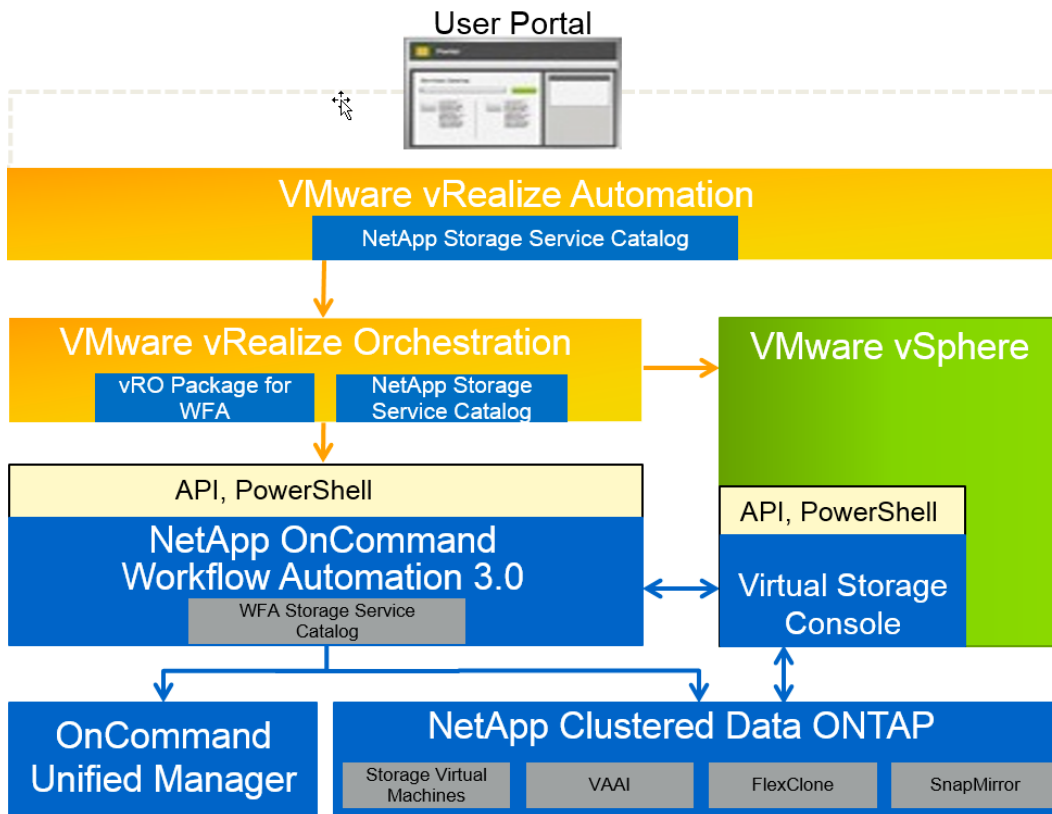 User Portal
Portal
VMware vRealize Automation
NetApp Storage Service Catalog
VMware vRealize Orchestration
vRO Package for
WFA
NetApp Storage
Service Catalog
VMware vSphere
API, PowerShell
NetApp OnCommand
Workflow Automation 3.0
WFA Storage Service
Catalog
API, PowerShell
Virtual Storage
Console
OnCommand
Unified Manager
NetApp Clustered Data ONTAP
Storage Virtual
Machines
VAAI
FlexClone
SnapMirror